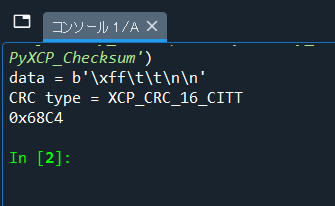 コンソール 1/A
PyXCP_Checksum')
data = b'\xff\t\t\n\n'
CRC type = XCP_CRC_16_CITT
0x68C4
In [2]: